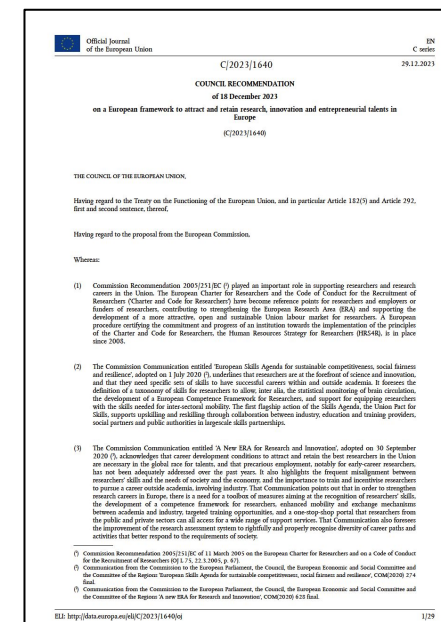 Official Journal
of the European Union
EN
C series
C/2023/1640
29.12.2023
COUNCIL RECOMMENDATION
of 18 December 2023
on a European framework to attract and retain research, innovation and entrepreneurial talents in
Europe
(C/2023/1640)
THE COUNCIL OF THE EUROPEAN UNION,
Having regard to the Treaty on the Functioning of the European Union, and in particular Article 182(5) and Article 292,
first and second sentence, thereof,
Having regard to the proposal from the European Commission,
Whereas:
(1) Commission Recommendation 2005/251/EC (¹) played an important role in supporting researchers and research
careers in the Union. The European Charter for Researchers and the Code of Conduct for the Recruitment of
Researchers ('Charter and Code for Researchers') have become reference points for researchers and employers or
funders of researchers, contributing to strengthening the European Research Area (ERA) and supporting the
development of a more attractive, open and sustainable Union labour market for researchers. A European
procedure certifying the commitment and progress of an institution towards the implementation of the principles
of the Charter and Code for Researchers, the Human Resources Strategy for Researchers (HRS4R), is in place
since 2008.
(2) The Commission Communication entitled 'European Skills Agenda for sustainable competitiveness, social fairness
and resilience', adopted on 1 July 2020 (²), underlines that researchers are at the forefront of science and innovation,
and that they need specific sets of skills to have successful careers within and outside academia. It foresees the
definition of a taxonomy of skills for researchers to allow, inter alia, the statistical monitoring of brain circulation,
the development of a European Competence Framework for Researchers, and support for equipping researchers
with the skills needed for inter-sectoral mobility. The first flagship action of the Skills Agenda, the Union Pact for
Skills, supports upskilling and reskilling through collaboration between industry, education and training providers,
social partners and public authorities in largescale skills partnerships.
(3) The Commission Communication entitled 'A New ERA for Research and Innovation', adopted on 30 September
2020 (³), acknowledges that career development conditions to attract and retain the best researchers in the Union
are necessary in the global race for talents, and that precarious employment, notably for early-career researchers,
has not been adequately addressed over the past years. It also highlights the frequent misalignment between
researchers' skills and the needs of society and the economy, and the importance to train and incentivise researchers
to pursue a career outside academia, involving industry. That Communication points out that in order to strengthen
research careers in Europe, there is a need for a toolbox of measures aiming at the recognition of researchers' skills,
the development of a competence framework for researchers, enhanced mobility and exchange mechanisms
between academia and industry, targeted training opportunities, and a one-stop-shop portal that researchers from
the public and private sectors can all access for a wide range of support services. That Communication also foresees
the improvement of the research assessment system to rightfully and properly recognise diversity of career paths and
activities that better respond to the requirements of society.
(¹) Commission Recommendation 2005/251/EC of 11 March 2005 on the European Charter for Researchers and on a Code of Conduct
for the Recruitment of Researchers (OJ L 75, 22.3.2005, p. 67).
(²) Communication from the Commission to the European Parliament, the Council, the European Economic and Social Committee and
the Committee of the Regions 'European Skills Agenda for sustainable competitiveness, social fairness and resilience', COM(2020) 274
final.
(³) Communication from the Commission to the European Parliament, the Council, the European Economic and Social Committee and
the Committee of the Regions 'A new ERA for Research and Innovation', COM(2020) 628 final.
ELI: http://data.europa.eu/eli/C/2023/1640/oj
1/29